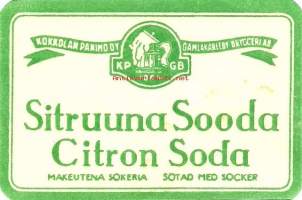 KOKKOLAN PANIMO OY
GAMLAKARLEBY BRYGGERI AB
KP GB
Sitruuna Sooda
Citron Soda
MAKEUTENA SOKERIA SÖTAD MED SOCKER